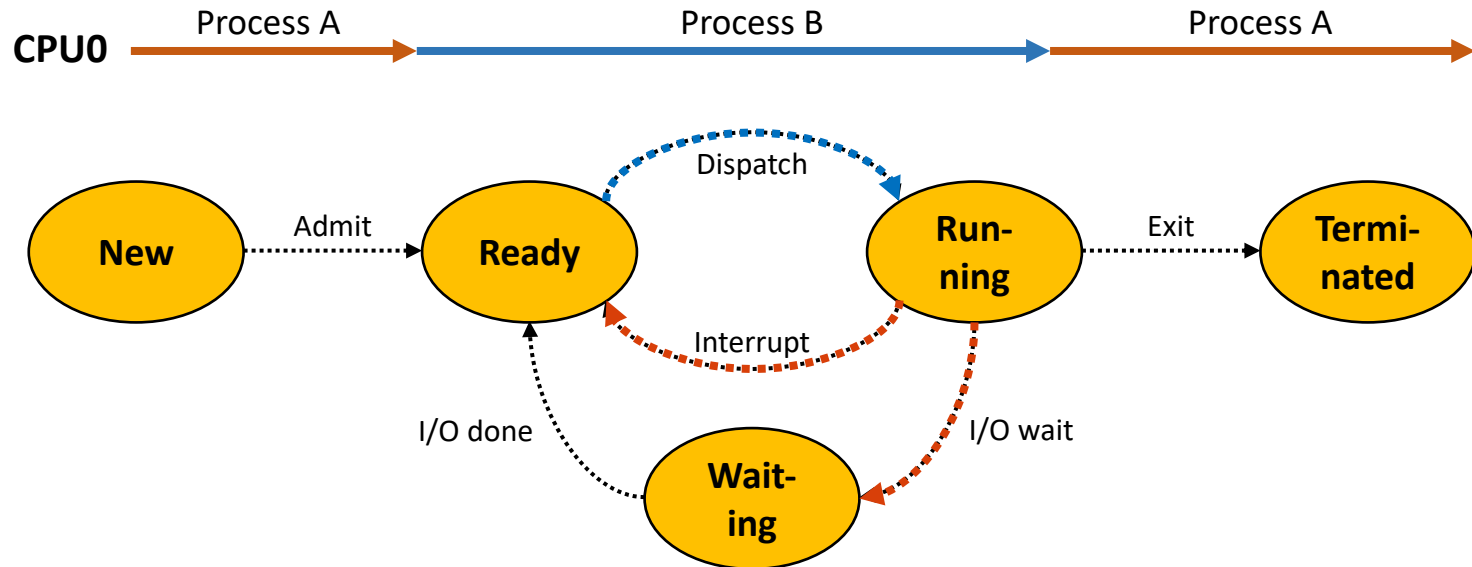 Process A
Process B
Process A
CPU0
Dispatch
New
Admit
Ready
Run-
ning
Exit
Termi-
nated
Interrupt
I/O done
I/O wait
Wait-
ing